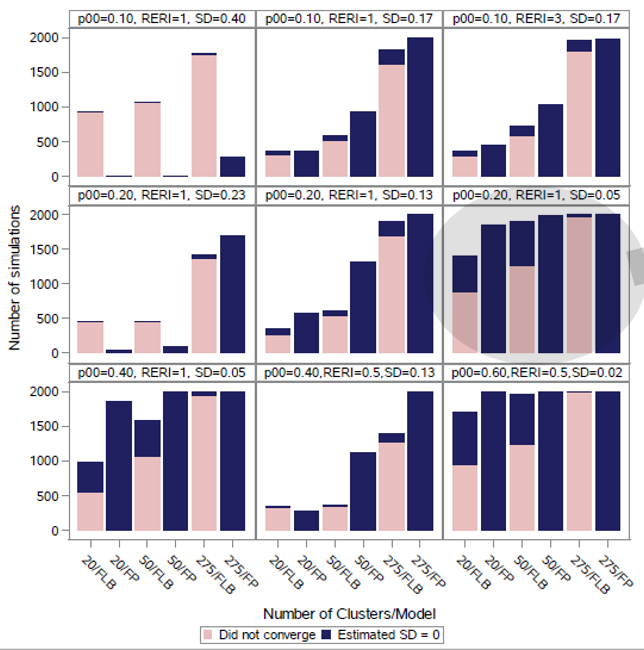 p00=0.10, RERI=1, SD=0.40 p00=0.10, RERI=1, SD=0.17 p00=0.10, RERI=3, SD=0.17
2000
1500
1000
500
0
p00=0.20, RERI=1, SD=0.23 p00=0.20, RERI=1, SD=0.13 p00=0.20, RERI=1, SD=0.05
2000
1500
1000
500
0
Number of simulations
p00=0.40, RERI=1, SD=0.05 p00=0.40,RERI=0.5,SD=0.13 p00=0.60,RERI=0.5,SD=0.02
2000
1500
1000
500
0
20/FLB 20/FP 50/FLB 50/FP 275/FLB 275/FP 20/FLB 20/FP 50/FLB 50/FP 275/FLB 275/FP 20/FLB 20/FP 50/FLB 50/FP 275/FLB 275/FP
Number of Clusters/Model
Did not converge Estimated SD = 0